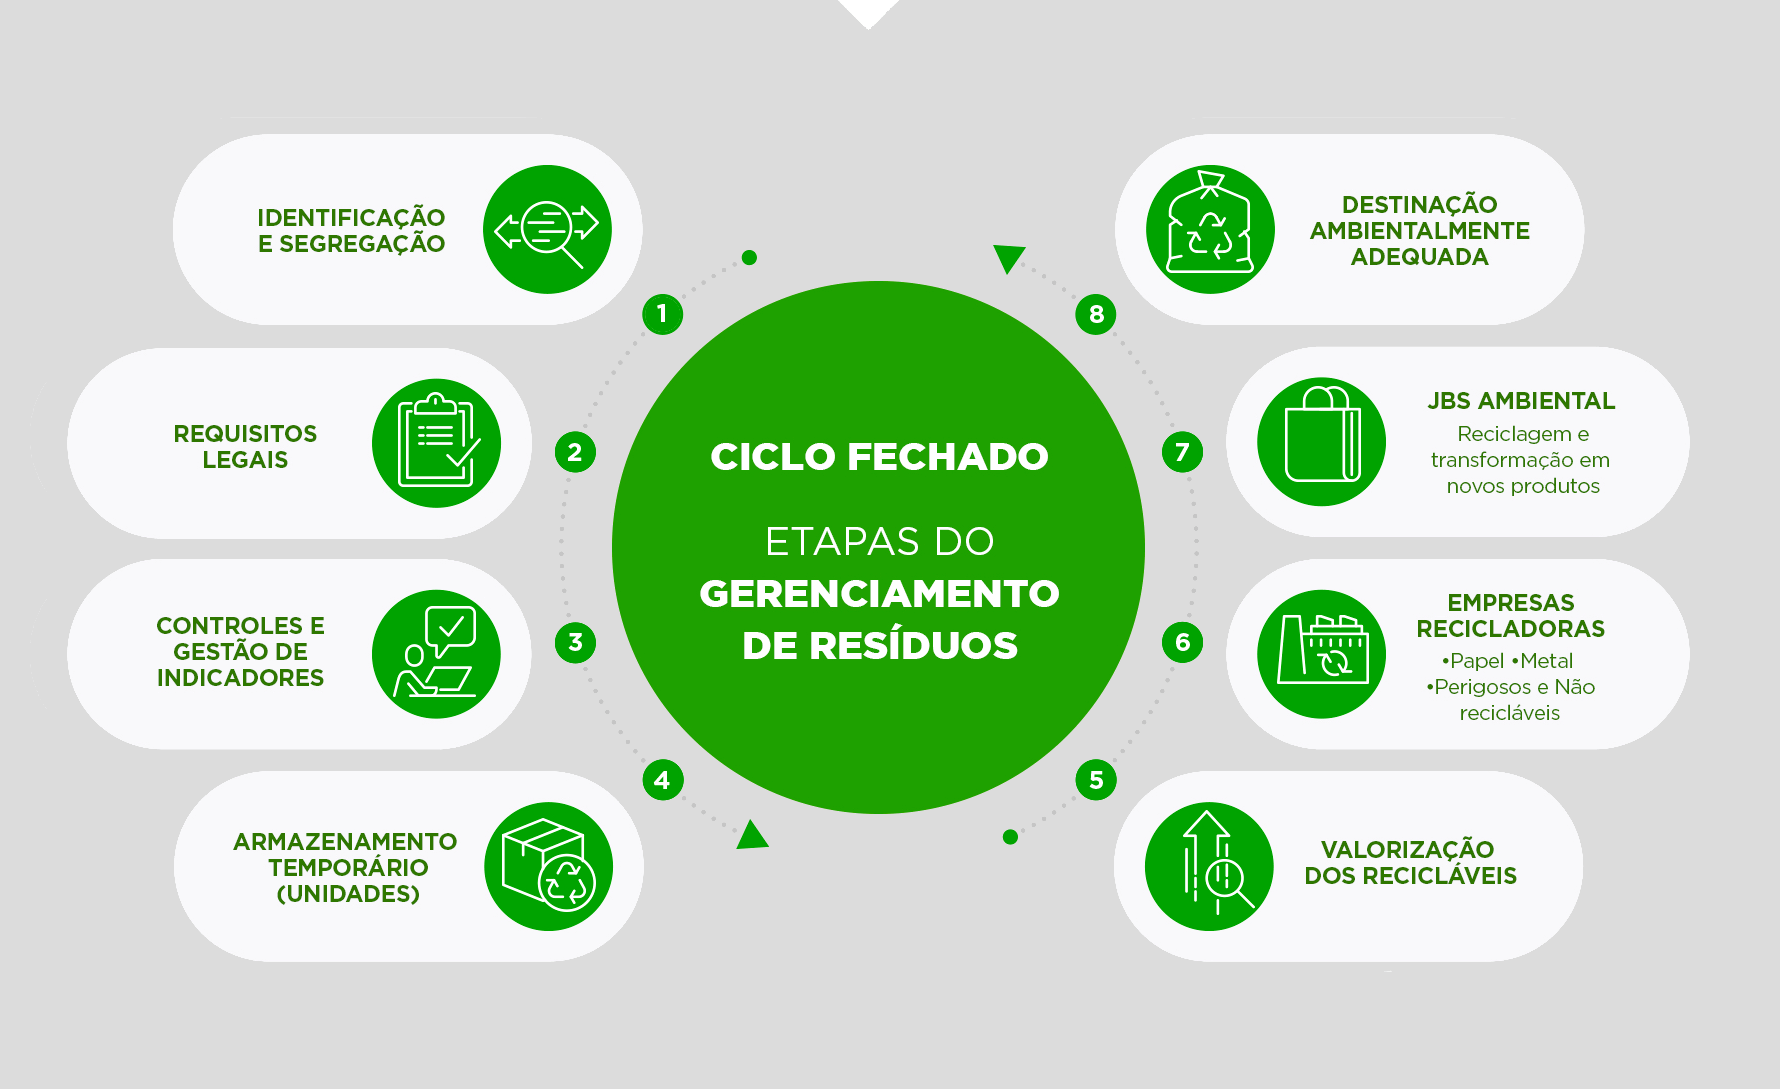 CICLO FECHADO
ETAPAS DO
GERENCIAMENTO
DE RESÍDUOS
1
IDENTIFICAÇÃO
E SEGREGAÇÃO
2
REQUISITOS
LEGAIS
3
CONTROLES E
GESTÃO DE
INDICADORES
4
ARMAZENAMENTO
TEMPORÁRIO
(UNIDADES)
5
VALORIZAÇÃO
DOS RECICLÁVEIS
6
EMPRESAS
RECICLADORAS
•Papel •Metal
•Perigosos e Não
recicláveis
7
JBS AMBIENTAL
Reciclagem e
transformação em
novos produtos
8
DESTINAÇÃO
AMBIENTALMENTE
ADEQUADA